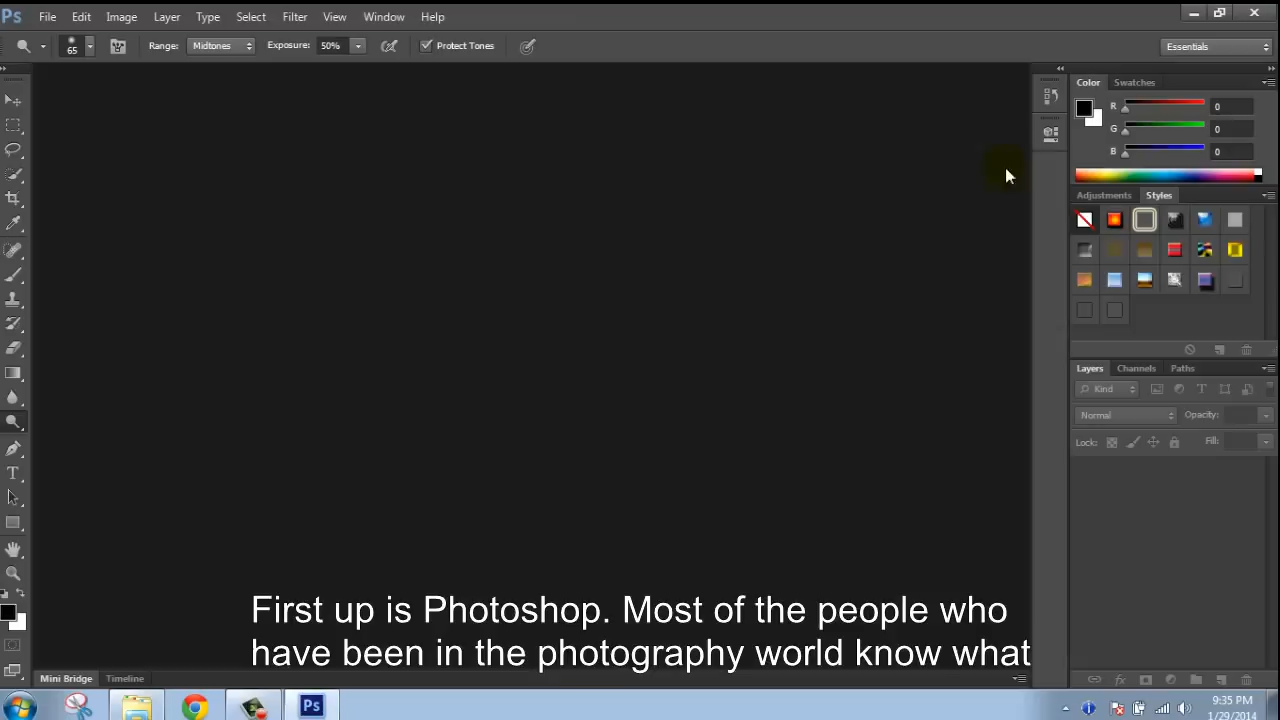 Ps File Edit Image Layer Type Select Filter View Window Help
65 Range: Midtones Exposure: 50% Protect Tones Essentials
Color Swatches
R 0
G 0
B 0
Adjustments Styles
Layers Channels Paths
Kind T
Normal Opacity:
Lock: Fill:
T
First up is Photoshop. Most of the people who
have been in the photography world know what
Mini Bridge Timeline
fx
Ps
9:35 PM
1/29/2014